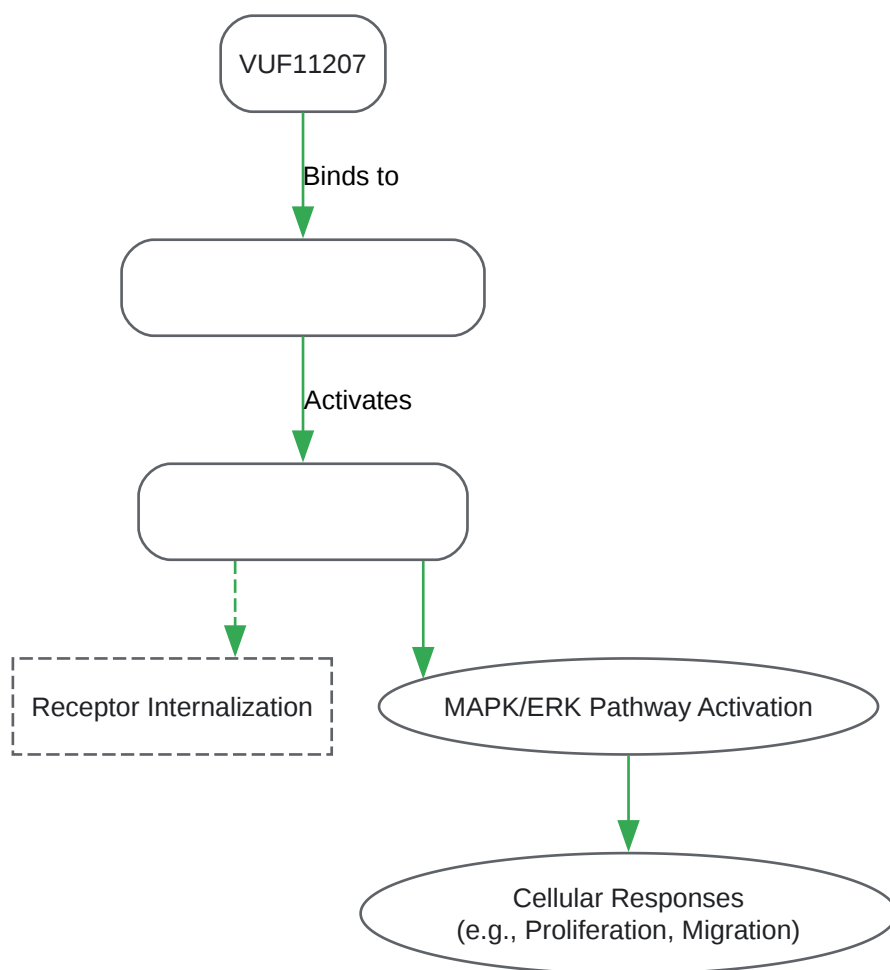 VUF11207
Binds to
Activates
Receptor Internalization
MAPK/ERK Pathway Activation
Cellular Responses
(e.g., Proliferation, Migration)